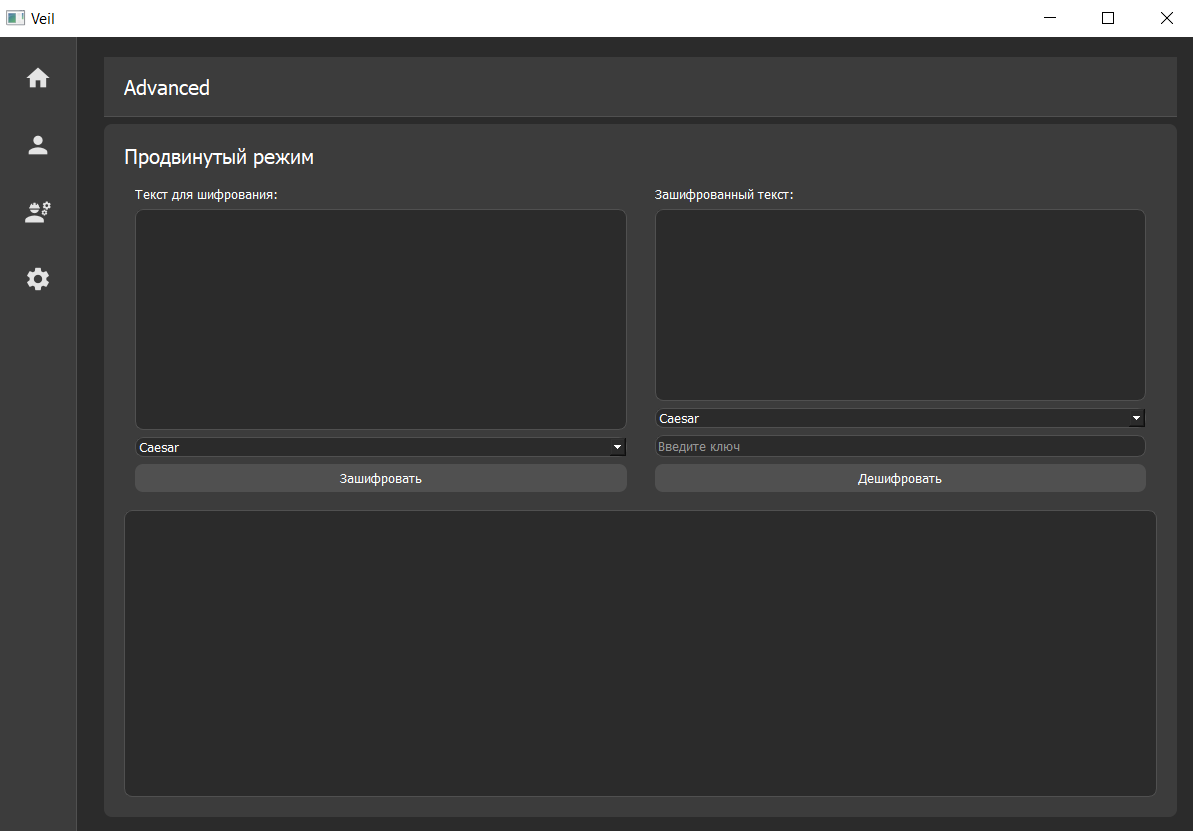 Veil
Advanced
Продвинутый режим
Текст для шифрования:
Caesar
Зашифровать
Зашифрованный текст:
Caesar
Введите ключ
Дешифровать